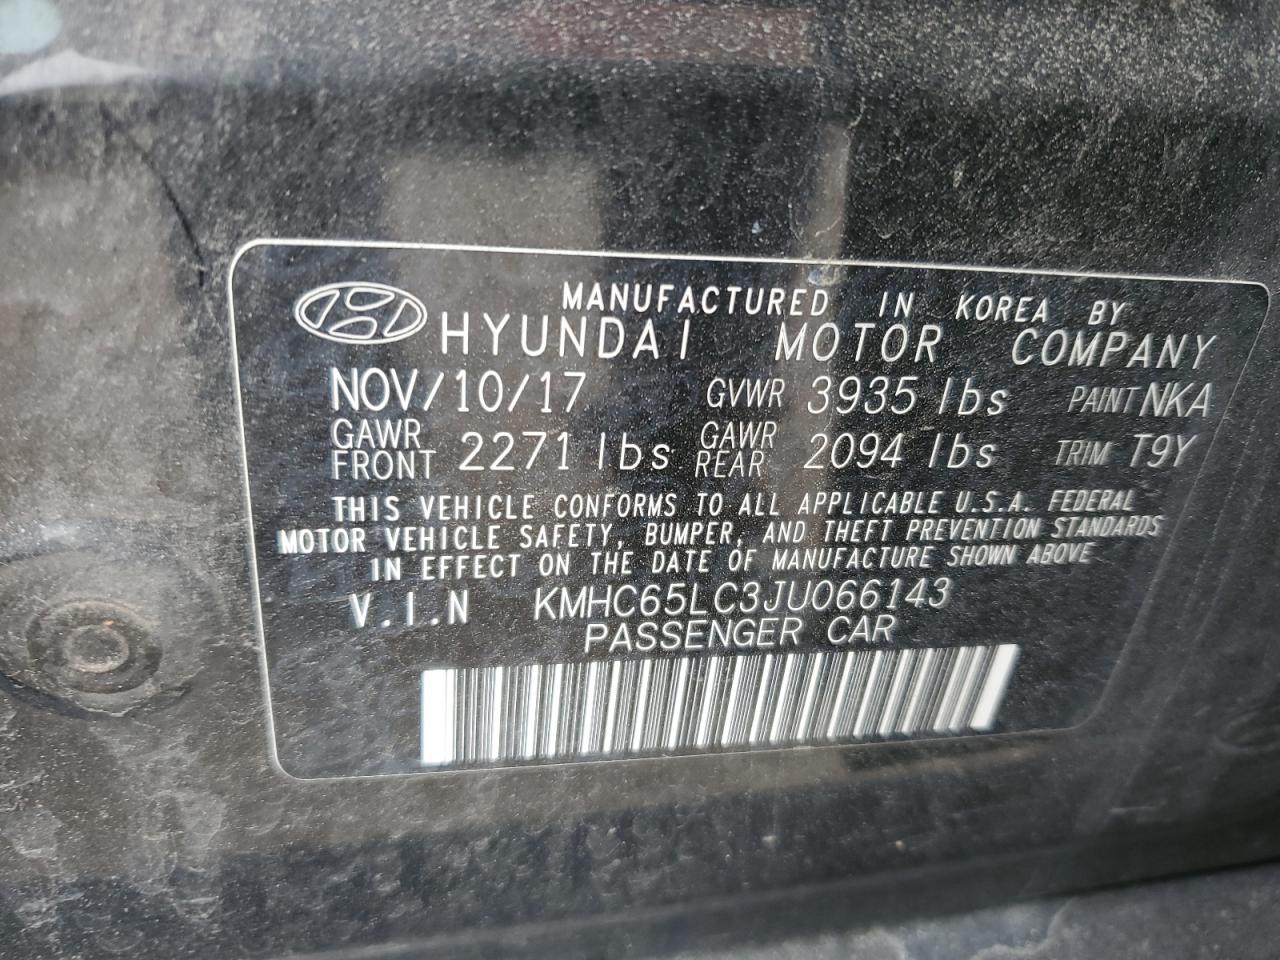 MANUFACTURED IN KOREA BY
HYUNDAI MOTOR COMPANY
NOV/10/17 GVWR 3935 lbs PAINT NKA
GAWR FRONT 2271 lbs GAWR REAR 2094 lbs TRIM T9Y
THIS VEHICLE CONFORMS TO ALL APPLICABLE U.S.A. FEDERAL
MOTOR VEHICLE SAFETY, BUMPER, AND THEFT PREVENTION STANDARDS
IN EFFECT ON THE DATE OF MANUFACTURE SHOWN ABOVE
V.I.N KMHC65LC3JU066143
PASSENGER CAR